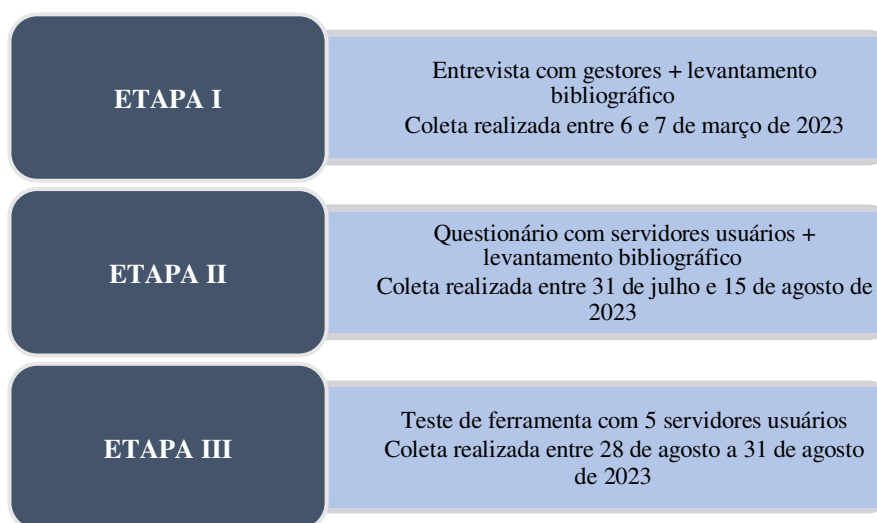 ETAPA I
Entrevista com gestores + levantamento
bibliográfico
Coleta realizada entre 6 e 7 de março de 2023
ETAPA II
Questionário com servidores usuários +
levantamento bibliográfico
Coleta realizada entre 31 de julho e 15 de agosto de
2023
ETAPA III
Teste de ferramenta com 5 servidores usuários
Coleta realizada entre 28 de agosto a 31 de agosto
de 2023